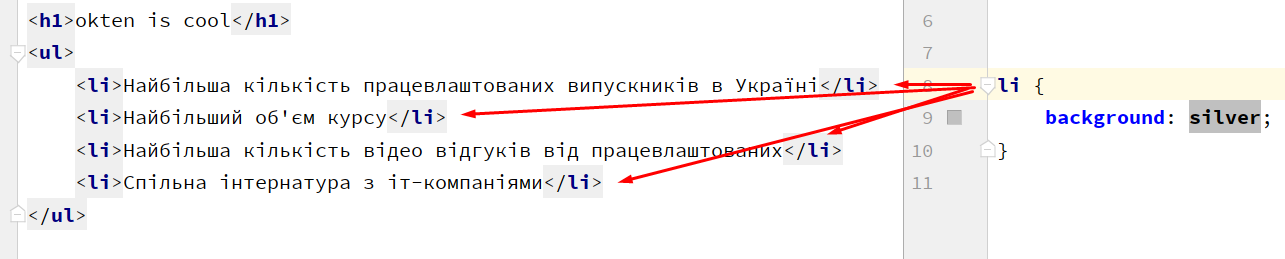 <h1>okten is cool</h1>
<ul>
<li>Найбільша кількість працевлаштованих випускників в Україні</li>
<li>Найбільший об'єм курсу</li>
<li>Найбільша кількість відео відгуків від працевлаштованих</li>
<li>Спільна інтернатура з іт-компаніями</li>
</ul>
6
7
8 li {
9 background: silver;
10 }
11